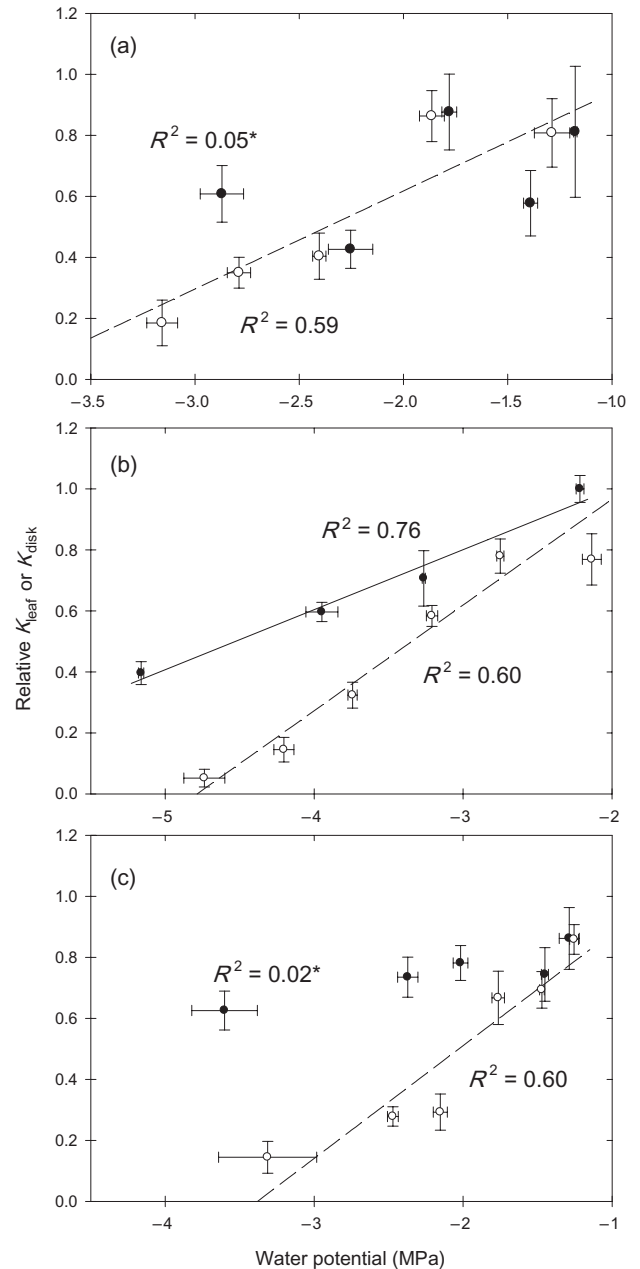 1.2
(a)
1.0
0.8
R² = 0.05*
0.6
0.4
R² = 0.59
0.2
0.0
–3.5 –3.0 –2.5 –2.0 –1.5 –10
1.2
(b)
1.0
R² = 0.76
0.8
0.6
R² = 0.60
0.4
0.2
0.0
–5 –4 –3 –2
Relative Kleaf or Kdisk
1.2
(c)
1.0
0.8
R² = 0.02*
0.6
0.4
R² = 0.60
0.2
0.0
–4 –3 –2 –1
Water potential (MPa)